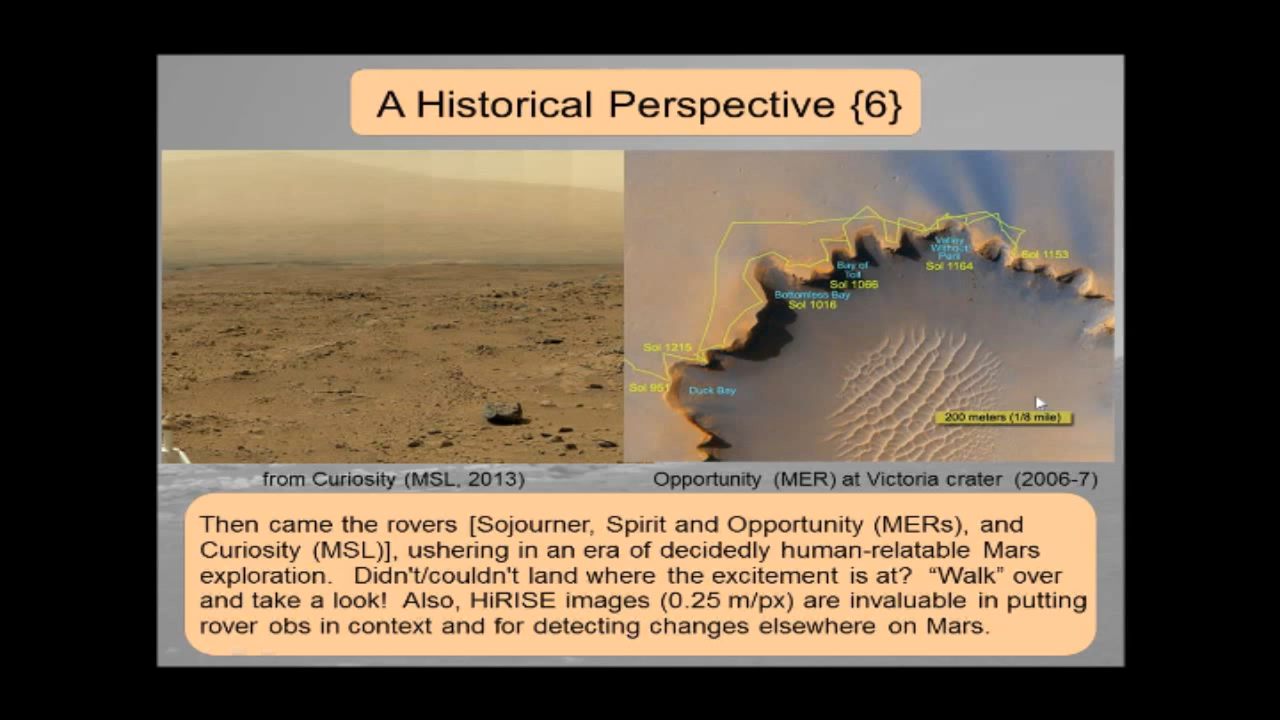 A Historical Perspective {6}
Valley
Without
Peril
Sol 1153
Bay of
Toil
Sol 1164
Sol 1066
Bottomless Bay
Sol 1016
Sol 1215
Sol 951
Duck Bay
200 meters (1/8 mile)
from Curiosity (MSL, 2013)
Opportunity (MER) at Victoria crater (2006-7)
Then came the rovers [Sojourner, Spirit and Opportunity (MERs), and
Curiosity (MSL)], ushering in an era of decidedly human-relatable Mars
exploration. Didn't/couldn't land where the excitement is at? “Walk” over
and take a look! Also, HiRISE images (0.25 m/px) are invaluable in putting
rover obs in context and for detecting changes elsewhere on Mars.